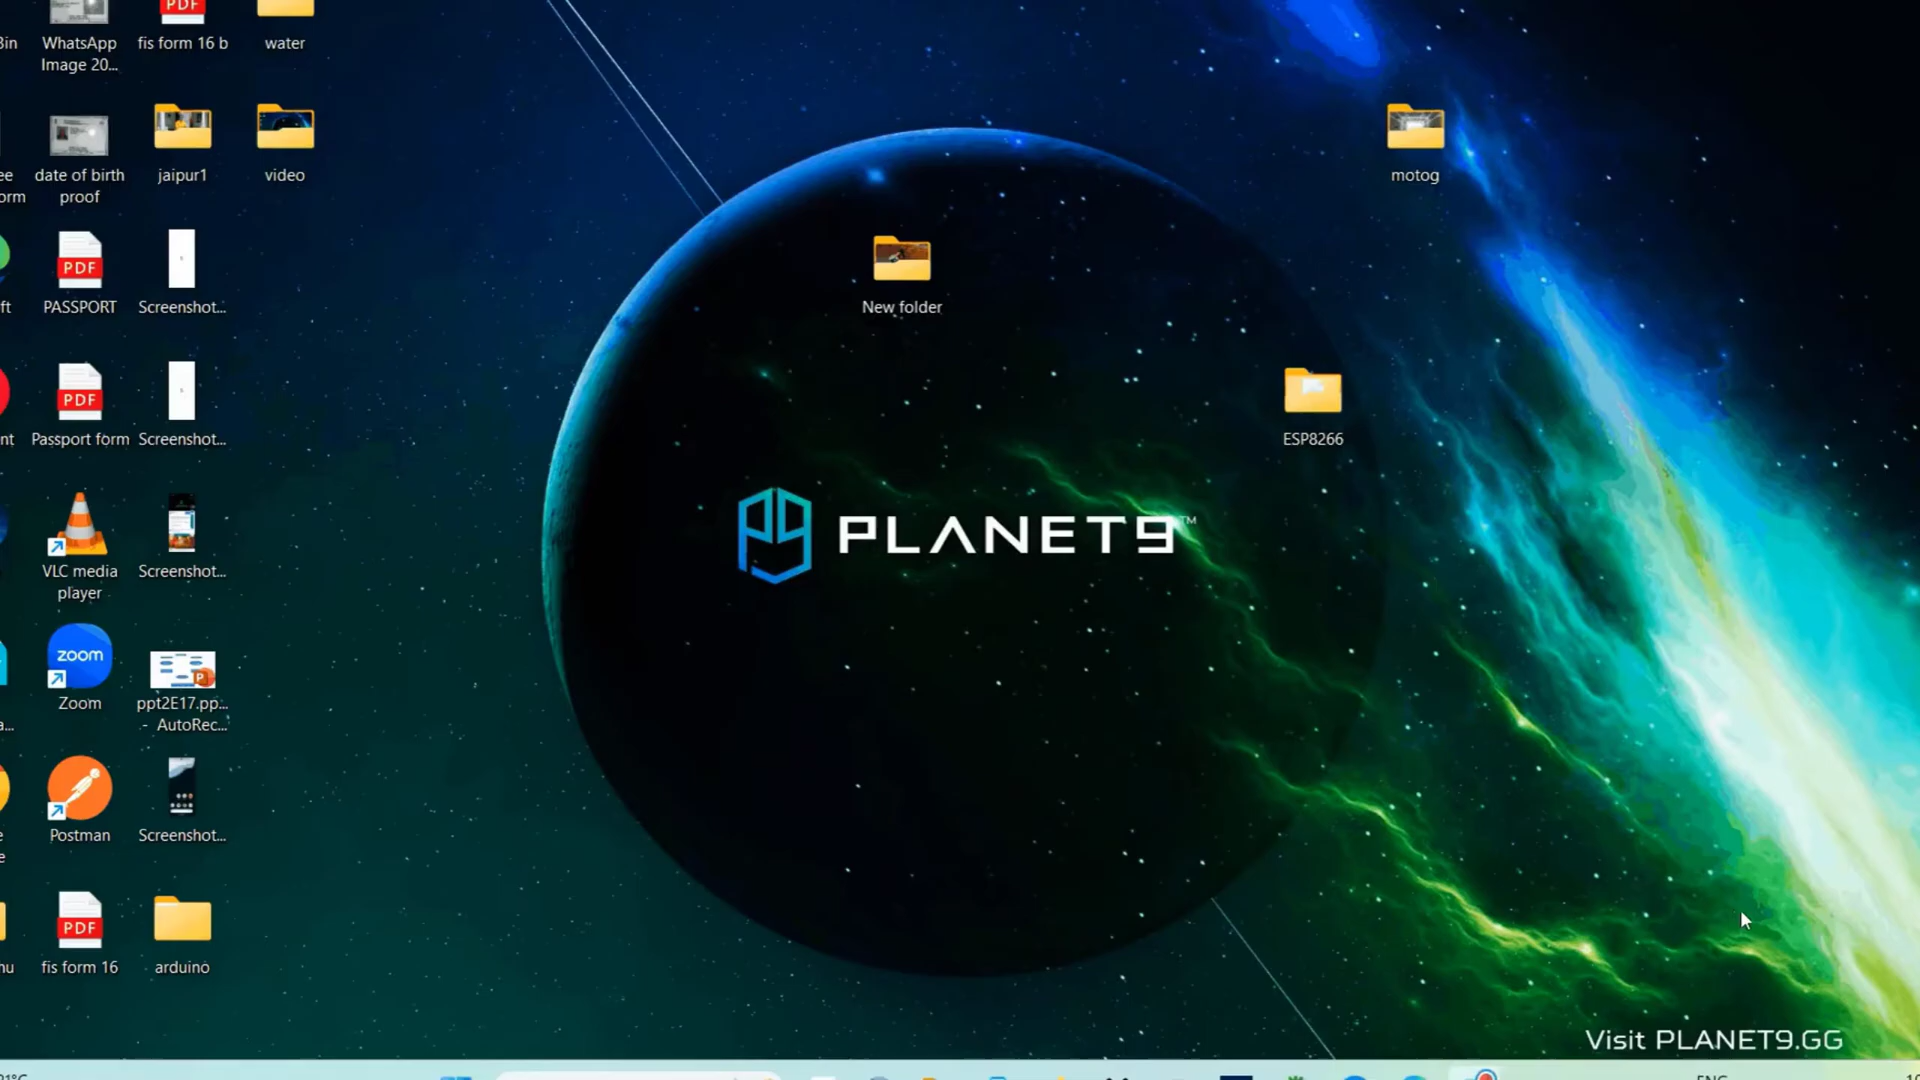 WhatsApp
Image 20...
fis form 16 b
water
date of birth
proof
jaipur1
video
motog
PDF
PASSPORT
Screenshot...
New folder
PDF
Passport form
Screenshot...
ESP8266
PLANET9™
VLC media
player
Screenshot...
zoom
Zoom
ppt2E17.pp...
- AutoRec...
Postman
Screenshot...
PDF
fis form 16
arduino
Visit PLANET9.GG